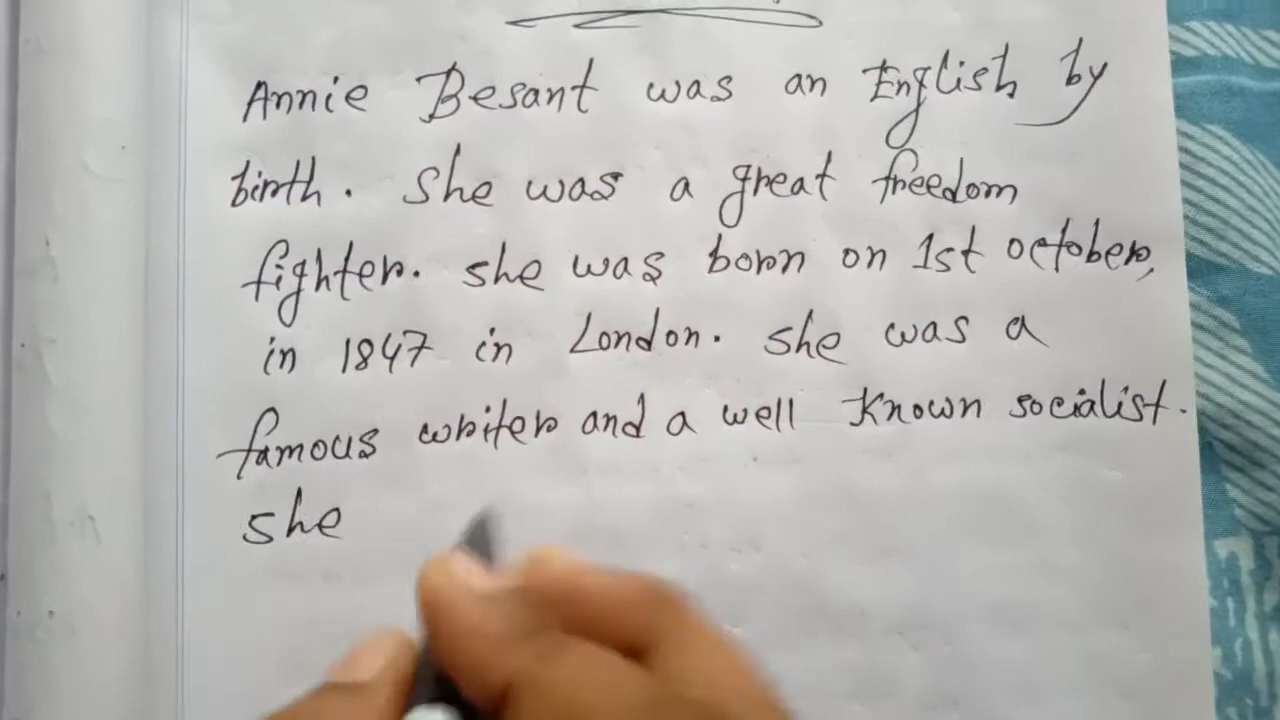 Annie Besant was an English by
birth. She was a great freedom
fighter. she was born on 1st october,
in 1847 in London. she was a
famous writer and a well known socialist.
she